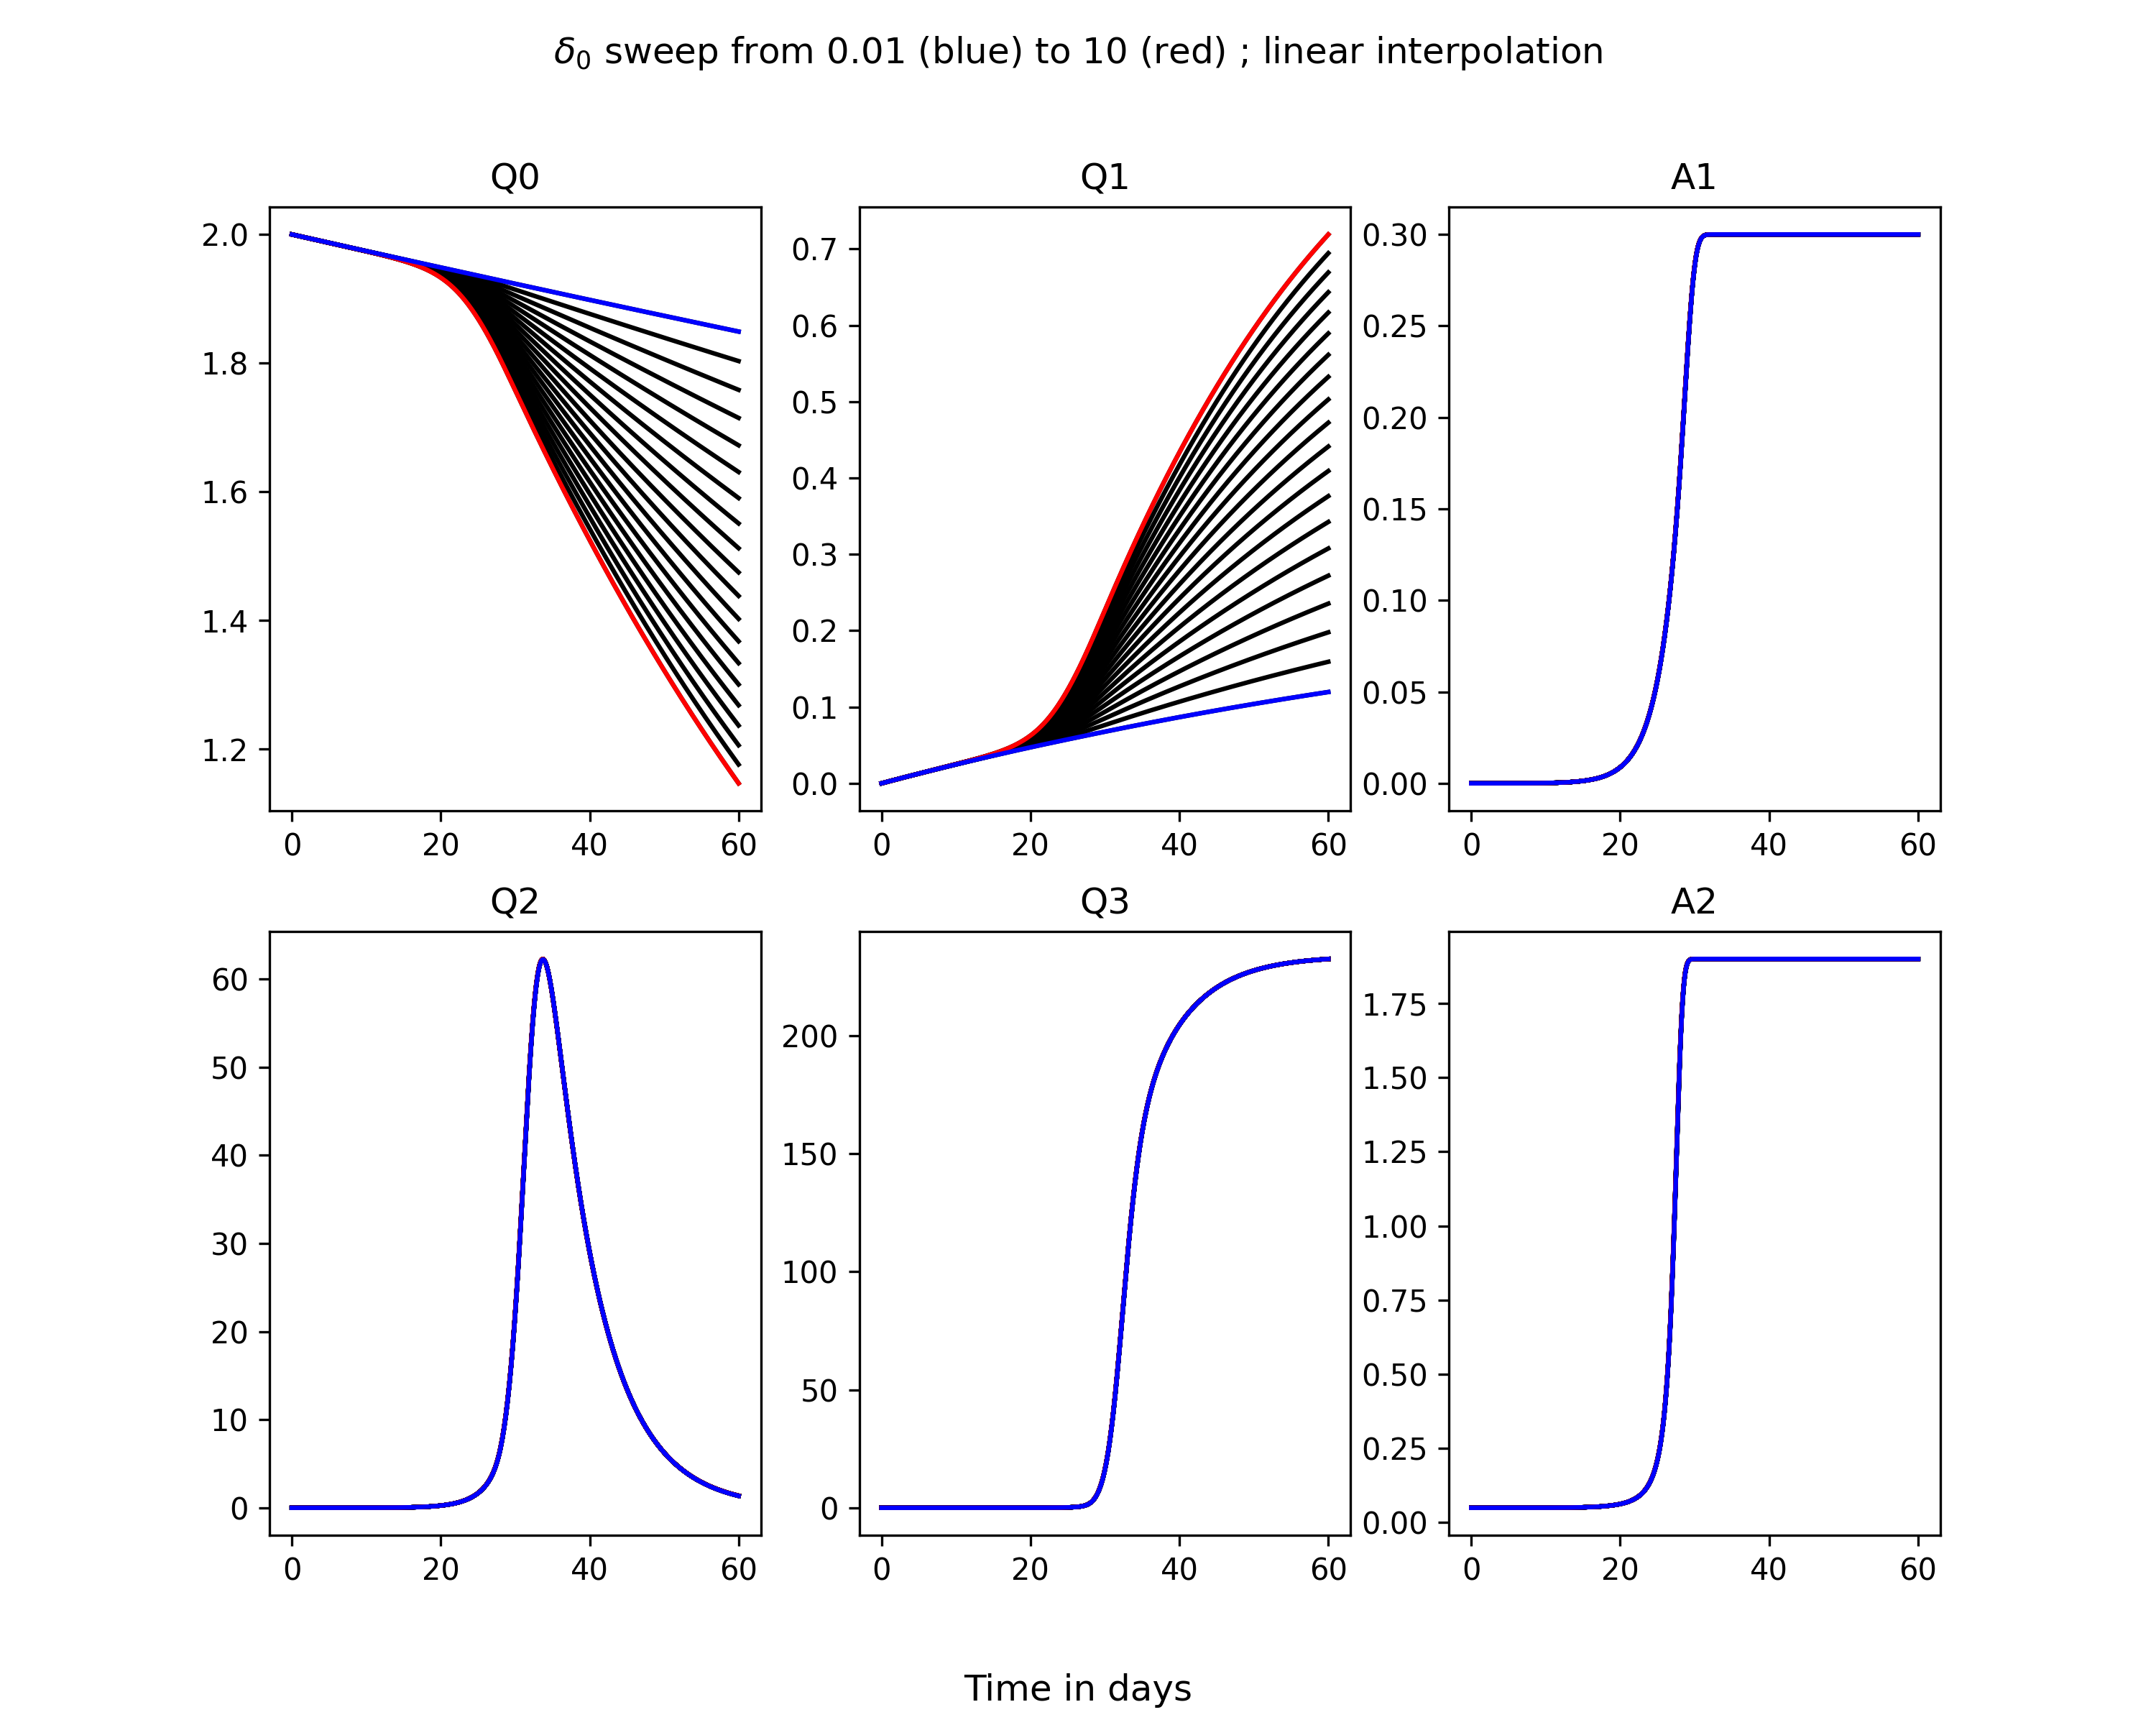 δ0 sweep from 0.01 (blue) to 10 (red) ; linear interpolation
Q0
2.0
1.8
1.6
1.4
1.2
0 20 40 60
Q1
0.7
0.6
0.5
0.4
0.3
0.2
0.1
0.0
0 20 40 60
A1
0.30
0.25
0.20
0.15
0.10
0.05
0.00
0 20 40 60
Q2
60
50
40
30
20
10
0
0 20 40 60
Q3
200
150
100
50
0
0 20 40 60
A2
1.75
1.50
1.25
1.00
0.75
0.50
0.25
0.00
0 20 40 60
Time in days